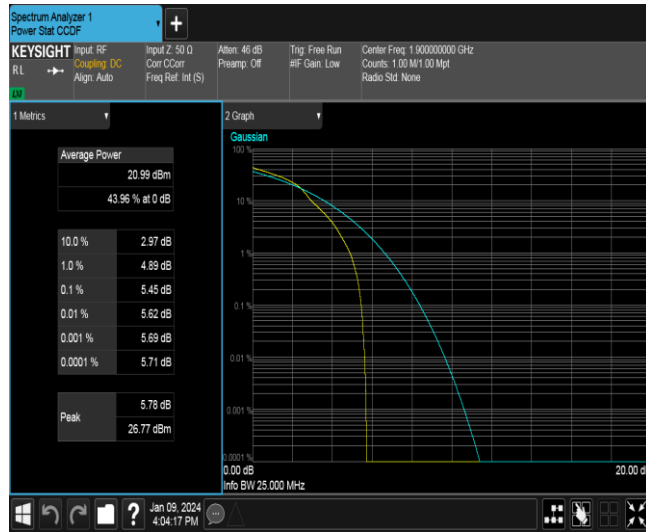 Spectrum Analyzer 1
Power Stat CCDF
+
KEYSIGHT Input: RF Input Z: 50 Ω Atten: 46 dB Trig: Free Run Center Freq: 1.900000000 GHz
RL Coupling: DC Corr CCorr Preamp: Off #IF Gain: Low Counts: 1.00 M/1.00 Mpt
Align: Auto Freq Ref: Int (S) Radio Std: None
LXI
1 Metrics
2 Graph
Average Power
20.99 dBm
43.96 % at 0 dB
10.0 % 2.97 dB
1.0 % 4.89 dB
0.1 % 5.45 dB
0.01 % 5.62 dB
0.001 % 5.69 dB
0.0001 % 5.71 dB
Peak
5.78 dB
26.77 dBm
Gaussian
100 %
10 %
1 %
0.1 %
0.01 %
0.001 %
0.0001 %
0.00 dB 20.00 d
Info BW 25.000 MHz
?
Jan 09, 2024
4:04:17 PM